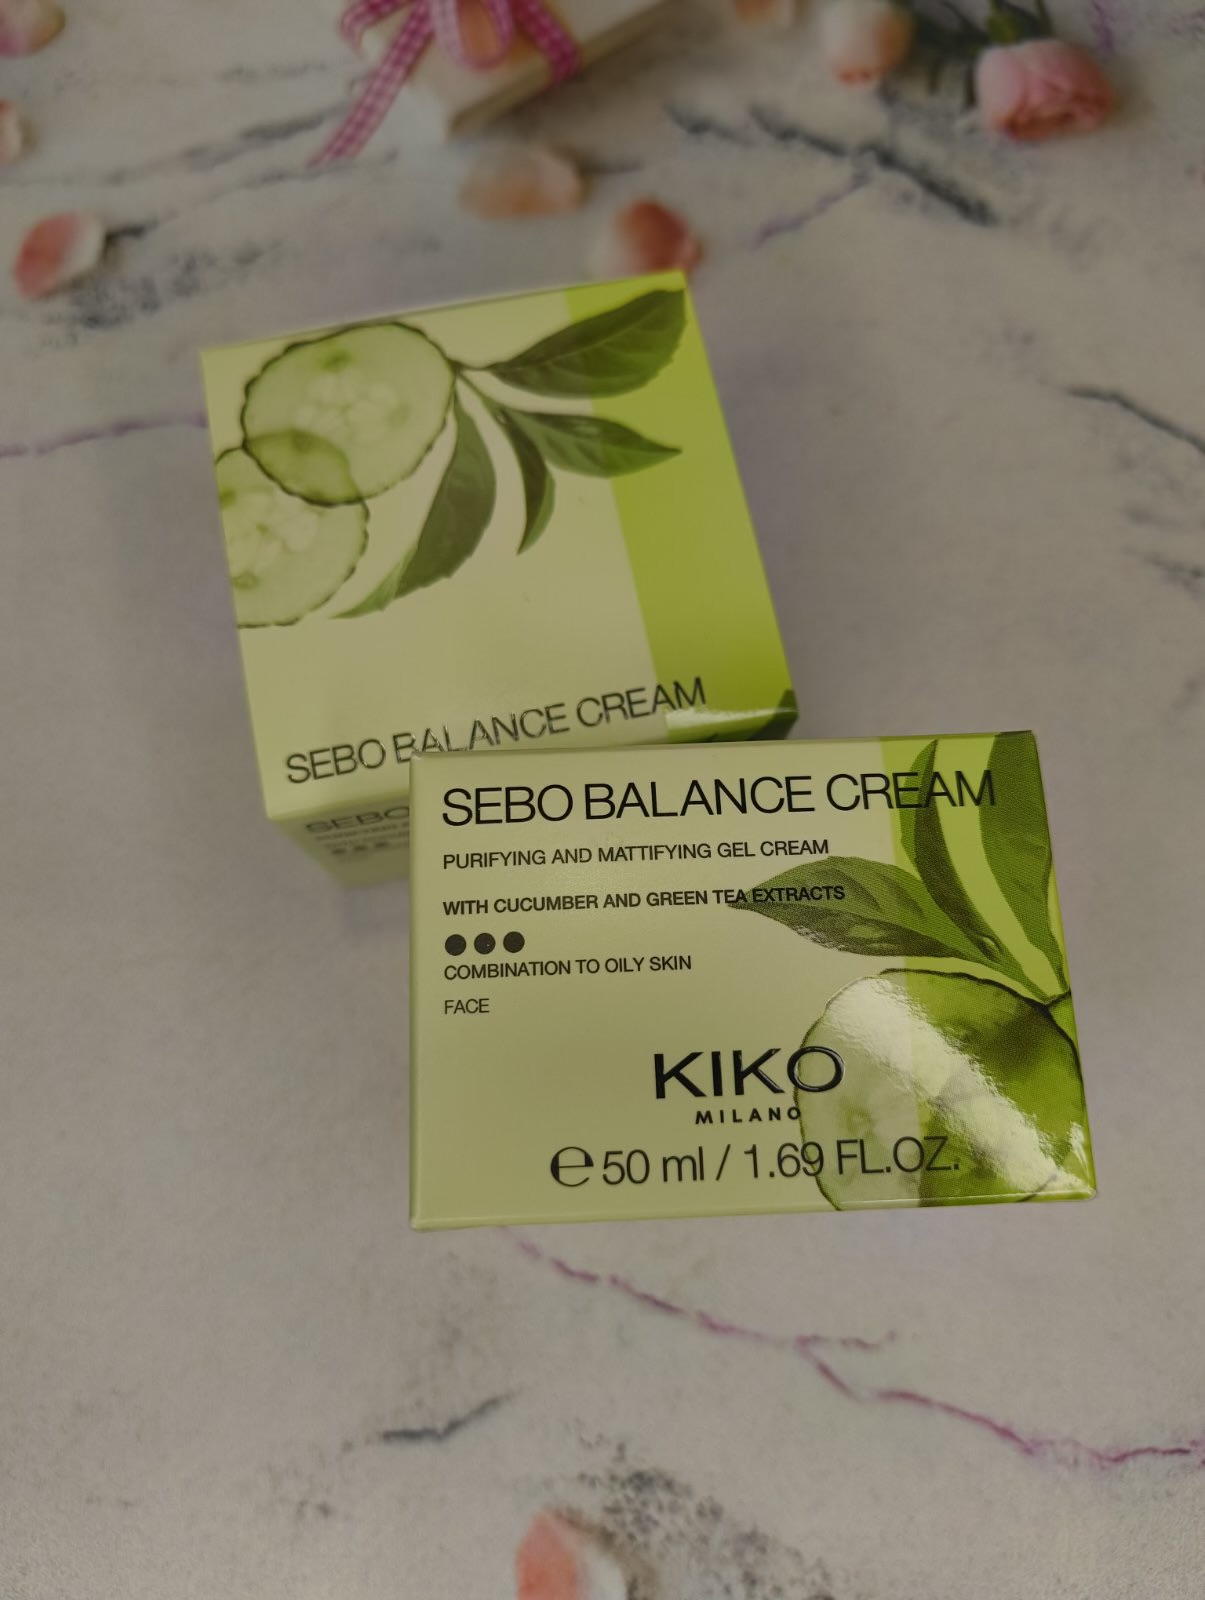 SEBO BALANCE CREAM
SEBO
SEBO BALANCE CREAM
PURIFYING AND MATTIFYING GEL CREAM
WITH CUCUMBER AND GREEN TEA EXTRACTS
COMBINATION TO OILY SKIN
FACE
KIKO
MILANO
℮ 50 ml / 1.69 FL.OZ.